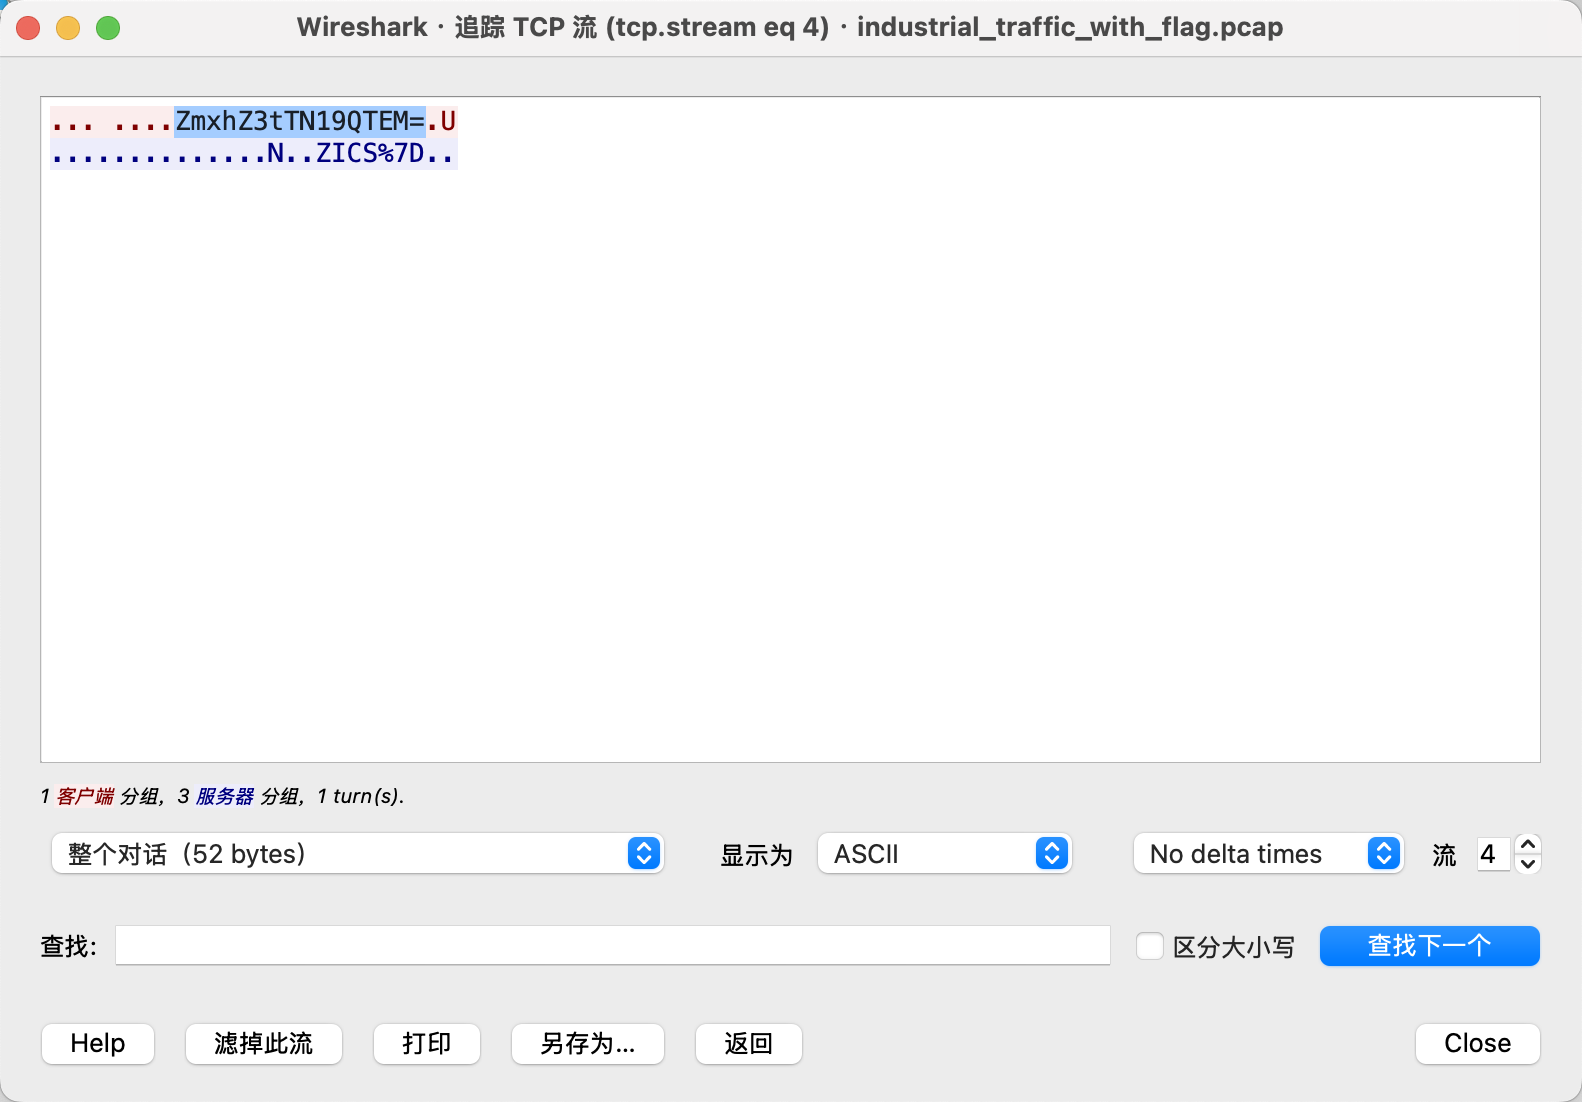 Wireshark · 追踪 TCP 流 (tcp.stream eq 4) · industrial_traffic_with_flag.pcap
... ....ZmxhZ3tTN19QTEM=.U
..............N..ZICS%7D..
1 客户端 分组，3 服务器 分组，1 turn(s).
整个对话（52 bytes） 显示为 ASCII No delta times 流 4
查找: 区分大小写 查找下一个
Help 滤掉此流 打印 另存为… 返回 Close